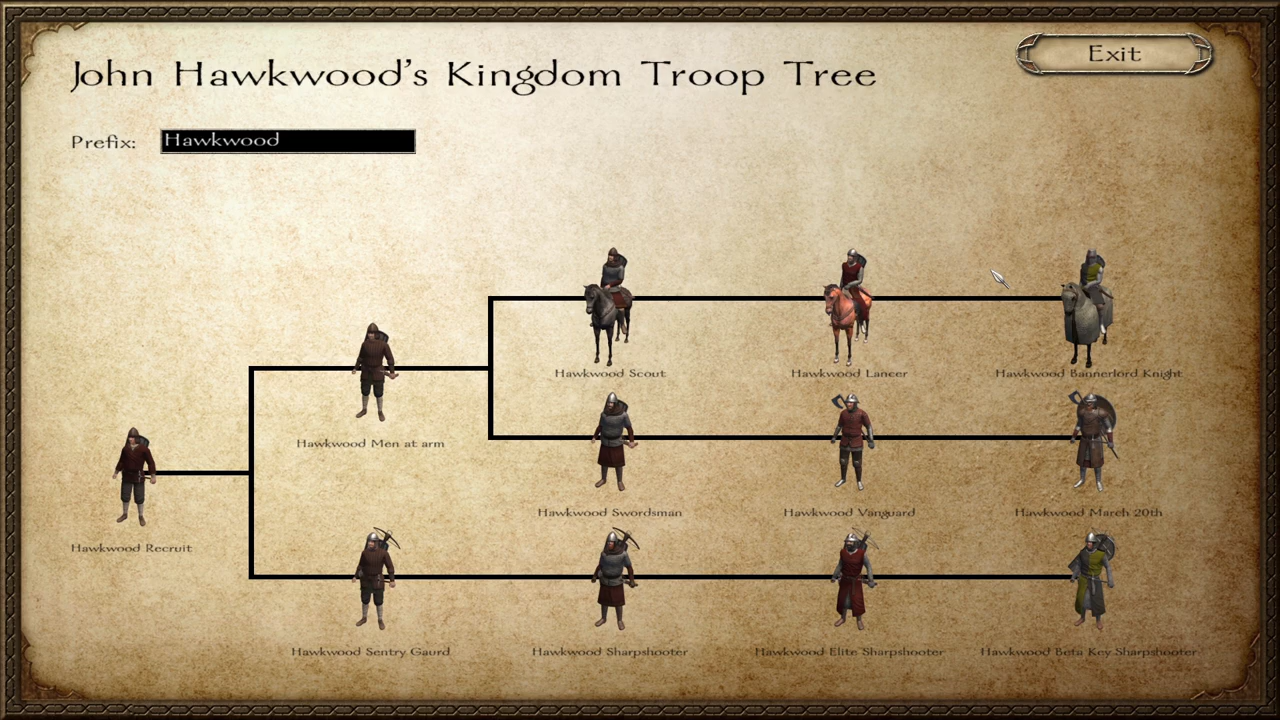 Exit
John Hawkwood's Kingdom Troop Tree
Prefix: Hawkwood
Hawkwood Scout Hawkwood Lancer Hawkwood Bannerlord Knight
Hawkwood Men at arm
Hawkwood Swordsman Hawkwood Vanguard Hawkwood March 20th
Hawkwood Recruit
Hawkwood Sentry Gaurd Hawkwood Sharpshooter Hawkwood Elite Sharpshooter Hawkwood Beta Key Sharpshooter